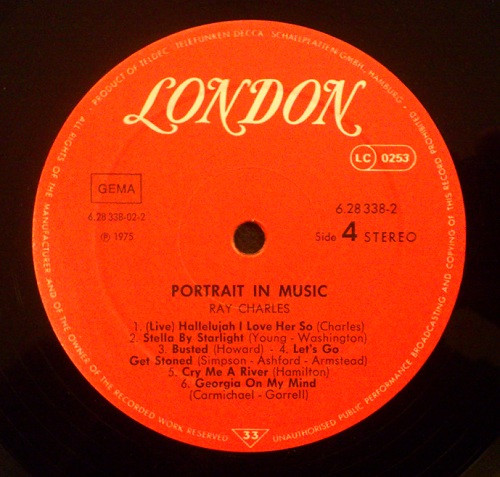 PRODUCT OF TELDEC „TELEFUNKEN-DECCA" SCHALLPLATTEN-GMBH, HAMBURG
ALL RIGHTS OF THE MANUFACTURER AND OF THE OWNER OF THE RECORDED WORK RESERVED
UNAUTHORISED PUBLIC PERFORMANCE BROADCASTING AND COPYING OF THIS RECORD PROHIBITED
LONDON
LC 0253
GEMA
6.28 338-02-2
6.28 338-2
℗ 1975
Side 4 STEREO
PORTRAIT IN MUSIC
RAY CHARLES
1. (Live) Hallelujah I Love Her So (Charles)
2. Stella By Starlight (Young - Washington)
3. Busted (Howard) - 4. Let's Go
Get Stoned (Simpson - Ashford - Armstead)
5. Cry Me A River (Hamilton)
6. Georgia On My Mind
(Carmichael - Gorrell)
33